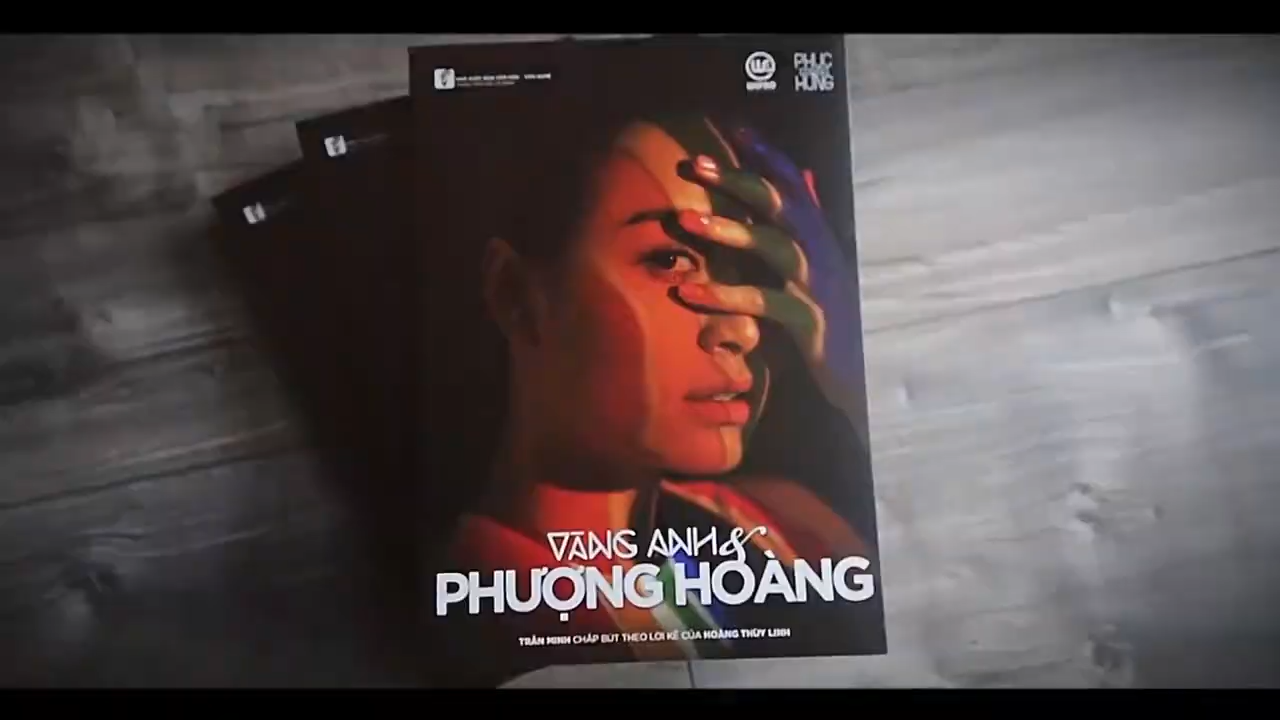 PHỤC
HƯNG
VÀNG ANH &
PHƯỢNG HOÀNG
TRẦN MINH CHẤP BÚT THEO LỜI KỂ CỦA HOÀNG THÙY LINH